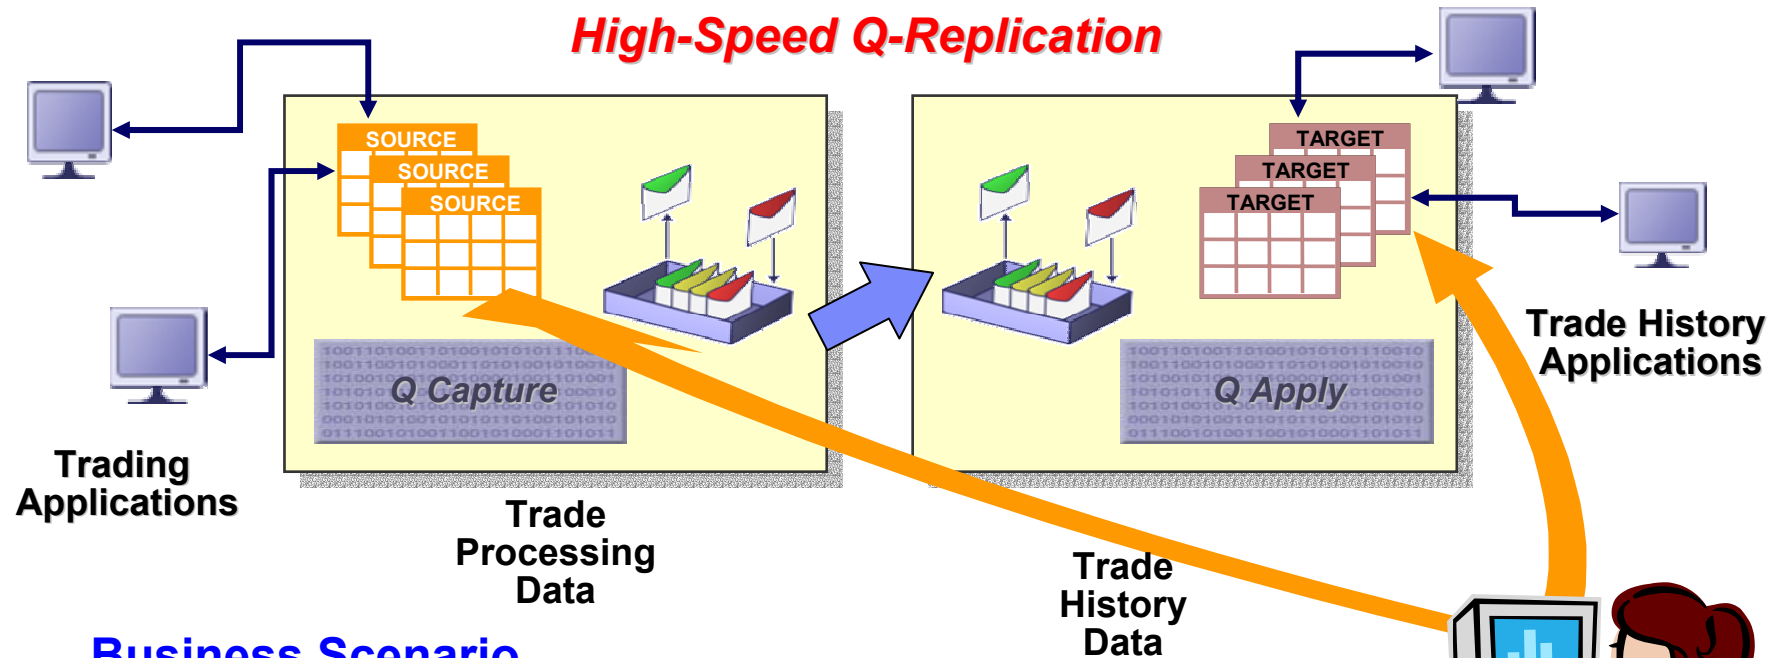 High-Speed Q-Replication
SOURCE
SOURCE
SOURCE
TARGET
TARGET
TARGET
Q Capture
Q Apply
Trading
Applications
Trade
Processing
Data
Trade
History
Data
Trade History
Applications
Business Scenario